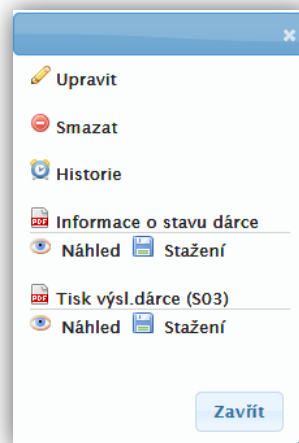 Upravit
Smazat
Historie
Informace o stavu dárce
Náhled Stažení
Tisk výsl.dárce (S03)
Náhled Stažení
Zavřít